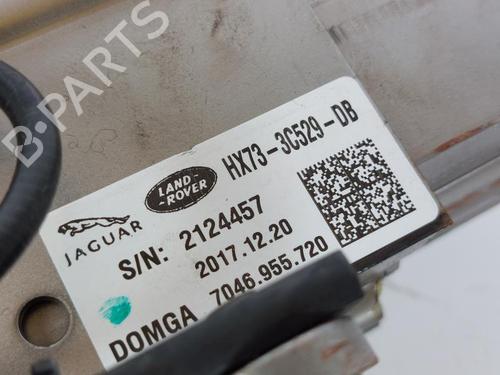 LAND-
ROVER
HX73-3C529-DB
JAGUAR
S/N: 2124457
2017.12.20
DOMGA 7046.955.720
B-PARTS